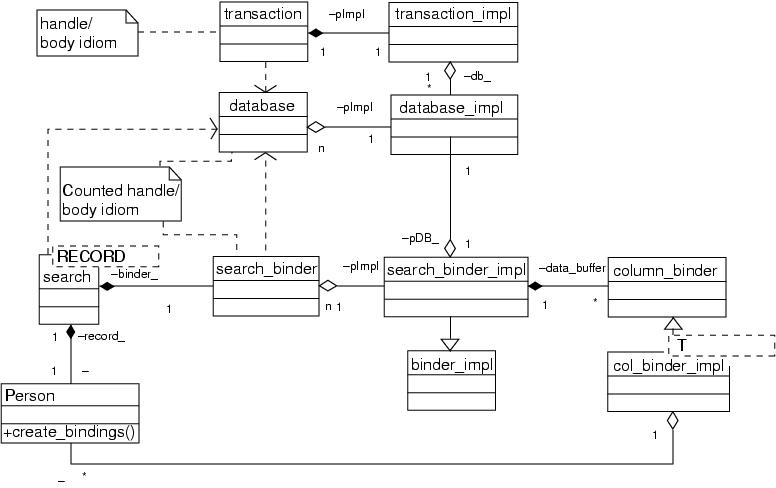 handle/
body idiom
transaction
–pImpl
1
1
transaction_impl
1
*
–db_
database
–pImpl
n
1
database_impl
Counted handle/
body idiom
1
–pDB_
1
RECORD
search
–binder_
1
search_binder
–pImpl
n 1
search_binder_impl
–data_buffer
1
*
column_binder
1
–record_
1
–
binder_impl
T
col_binder_impl
Person
+create_bindings()
1
_
*